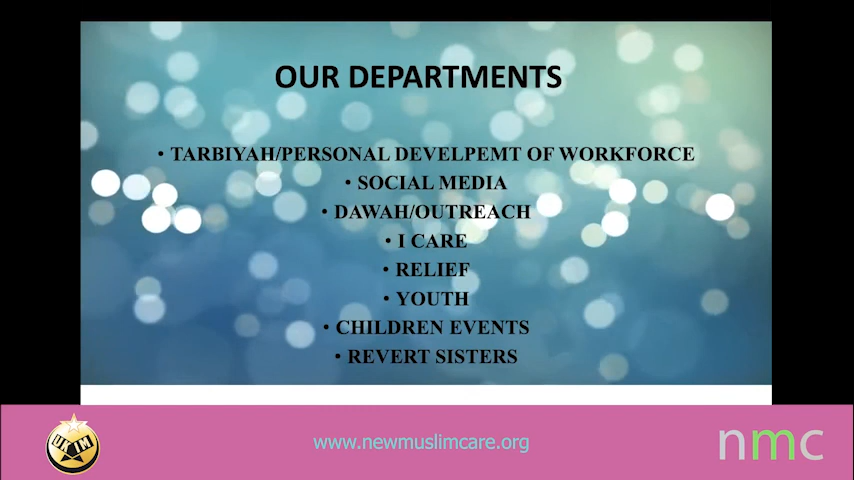 OUR DEPARTMENTS
• TARBIYAH/PERSONAL DEVELPEMT OF WORKFORCE
• SOCIAL MEDIA
• DAWAH/OUTREACH
• I CARE
• RELIEF
• YOUTH
• CHILDREN EVENTS
• REVERT SISTERS
UKIM
www.newmuslimcare.org
nmc